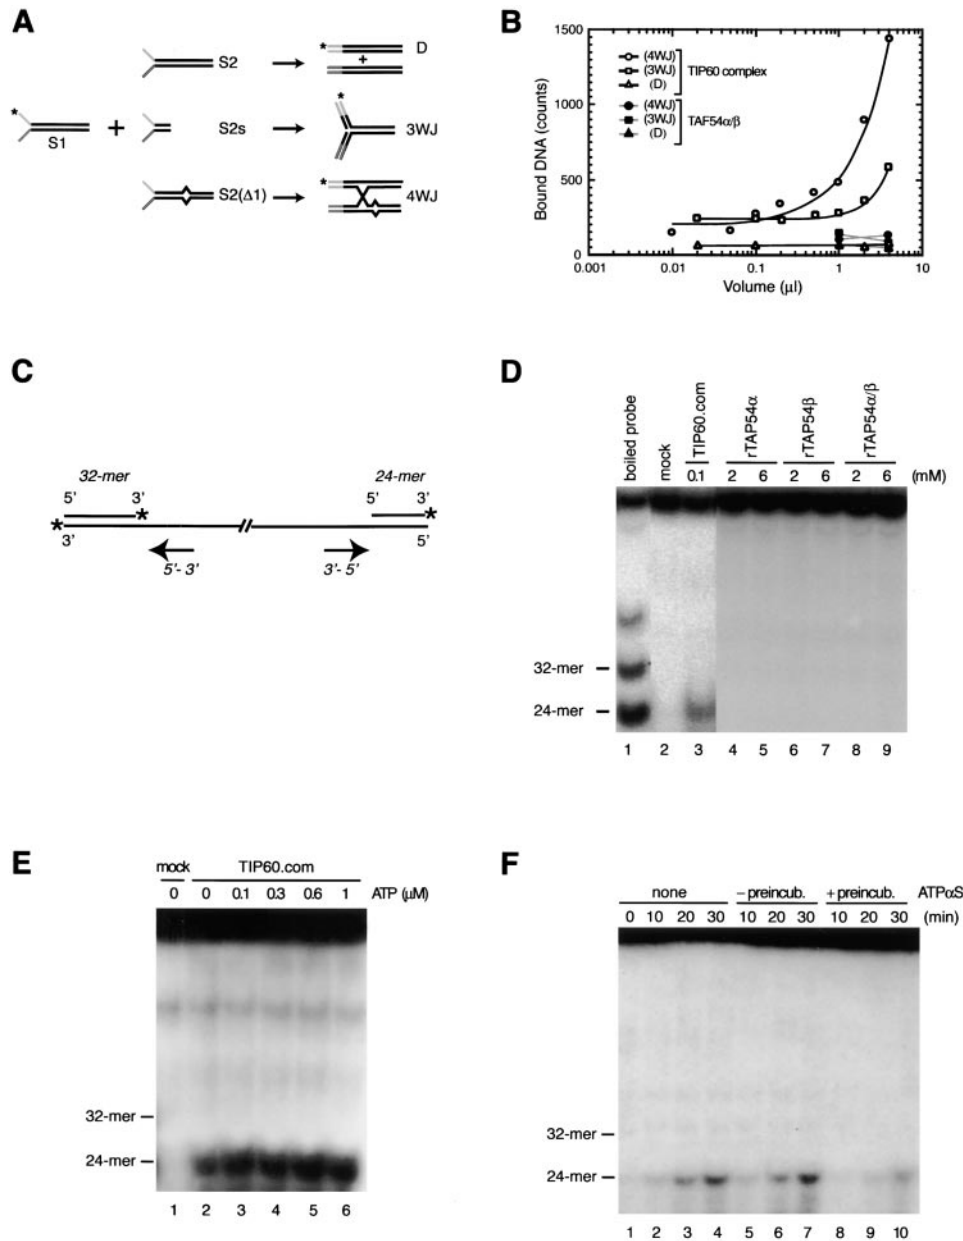 A
* S1 + S2 * D
+
S2s * 3WJ
S2(Δ1) * 4WJ
B
1500
1000
500
0
Bound DNA (counts)
(4WJ)
(3WJ) TIP60 complex
(D)
(4WJ)
(3WJ) TAF54α/β
(D)
0.001 0.01 0.1 1 10
Volume (μl)
C
32-mer 24-mer
5' 3' 5' 3'
* * *
3' 5'
5'- 3' 3'- 5'
D
boiled probe
mock
TIP60.com
rTAP54α
rTAP54β
rTAP54α/β
0.1 2 6 2 6 2 6 (mM)
32-mer
24-mer
1 2 3 4 5 6 7 8 9
E
mock TIP60.com
0 0 0.1 0.3 0.6 1 ATP (μM)
32-mer
24-mer
1 2 3 4 5 6
F
none – preincub. + preincub. ATPαS
0 10 20 30 10 20 30 10 20 30 (min)
32-mer
24-mer
1 2 3 4 5 6 7 8 9 10